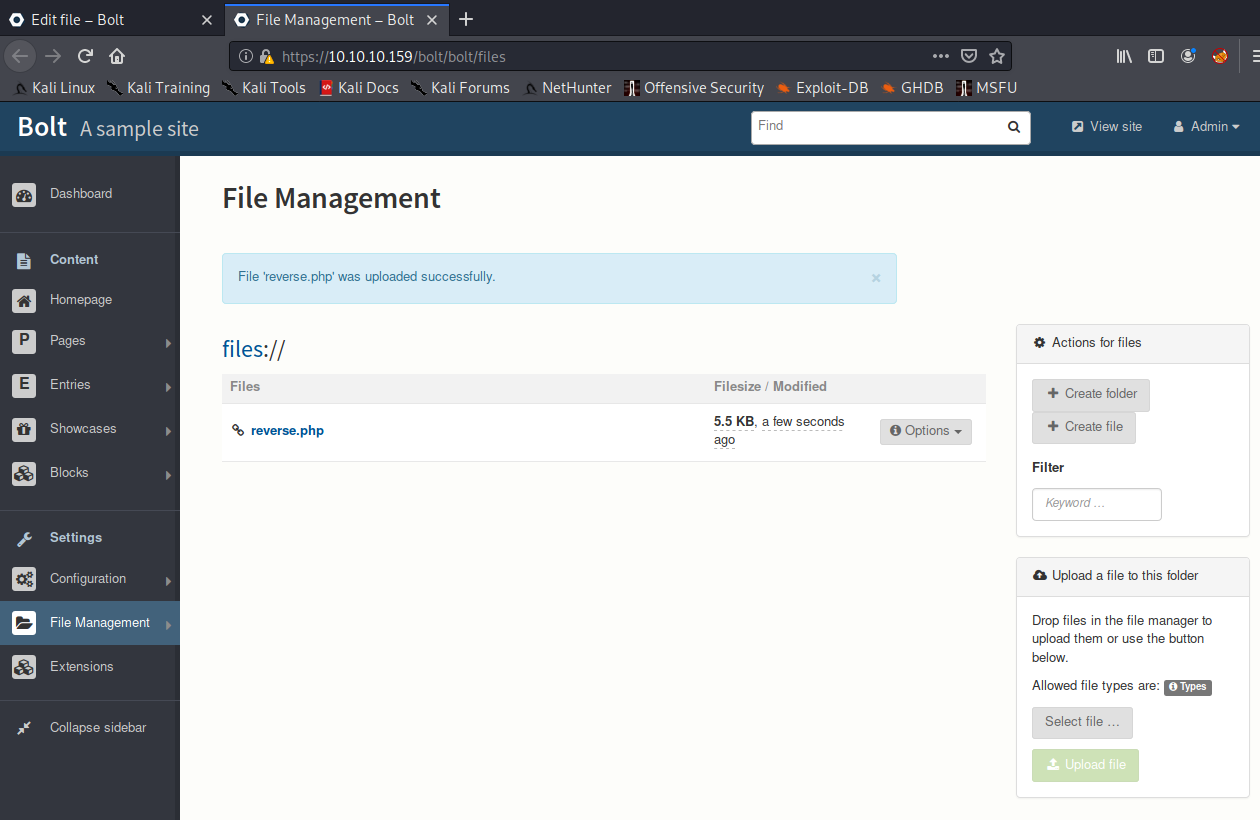 Edit file – Bolt
File Management – Bolt
https://10.10.10.159/bolt/bolt/files
Kali Linux Kali Training Kali Tools Kali Docs Kali Forums NetHunter Offensive Security Exploit-DB GHDB MSFU
Bolt A sample site
Find
View site
Admin
Dashboard
Content
Homepage
P Pages
E Entries
Showcases
Blocks
Settings
Configuration
File Management
Extensions
Collapse sidebar
File Management
File 'reverse.php' was uploaded successfully.
files://
Files Filesize / Modified
reverse.php 5.5 KB, a few seconds
ago
Options
Actions for files
Create folder
Create file
Filter
Keyword ...
Upload a file to this folder
Drop files in the file manager to
upload them or use the button
below.
Allowed file types are: Types
Select file ...
Upload file